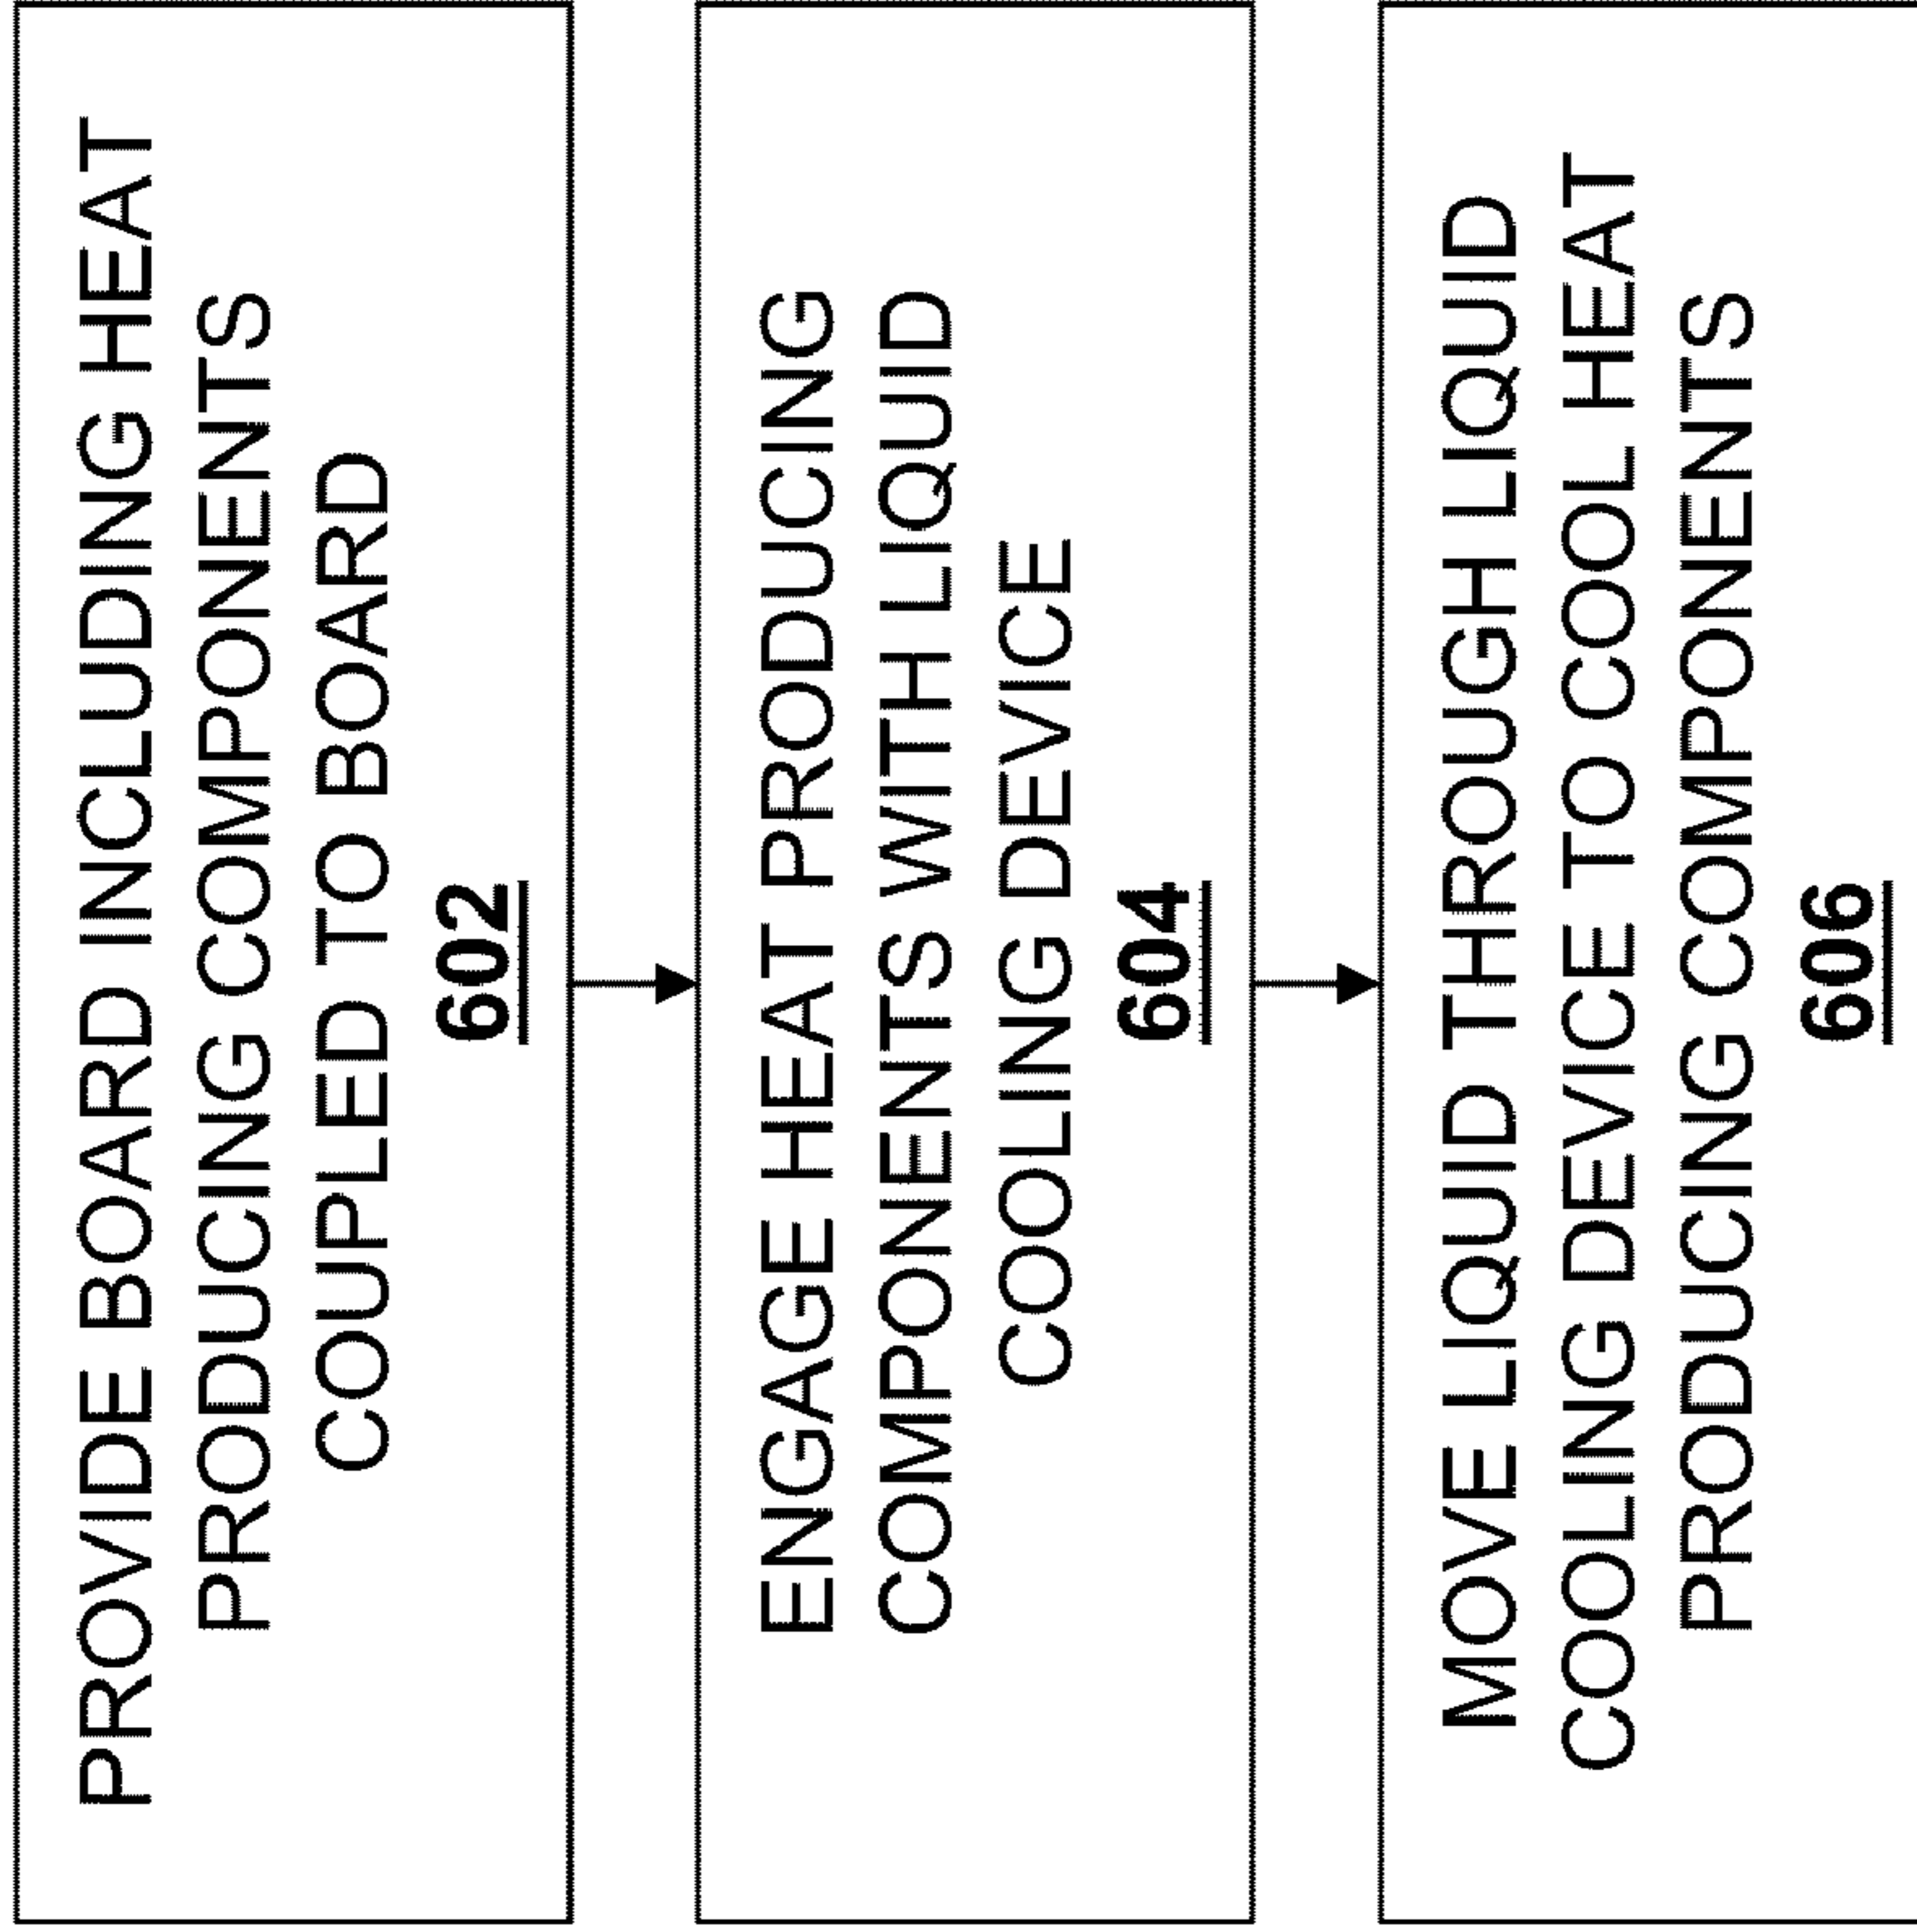 PROVIDE BOARD INCLUDING HEAT
PRODUCING COMPONENTS
COUPLED TO BOARD
602
ENGAGE HEAT PRODUCING
COMPONENTS WITH LIQUID
COOLING DEVICE
604
MOVE LIQUID THROUGH LIQUID
COOLING DEVICE TO COOL HEAT
PRODUCING COMPONENTS
606